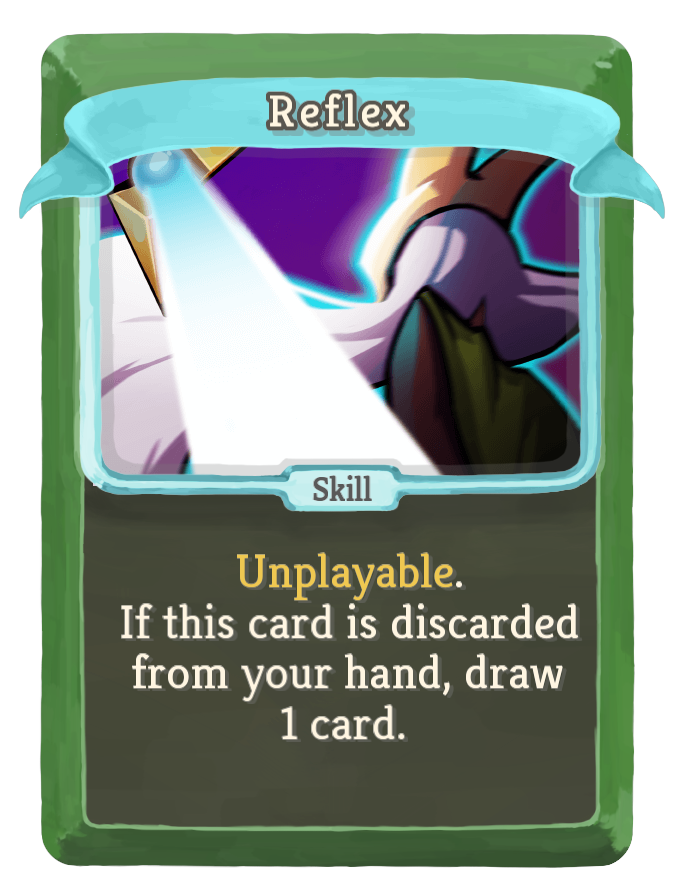 Reflex
Skill
Unplayable.
If this card is discarded
from your hand, draw
1 card.